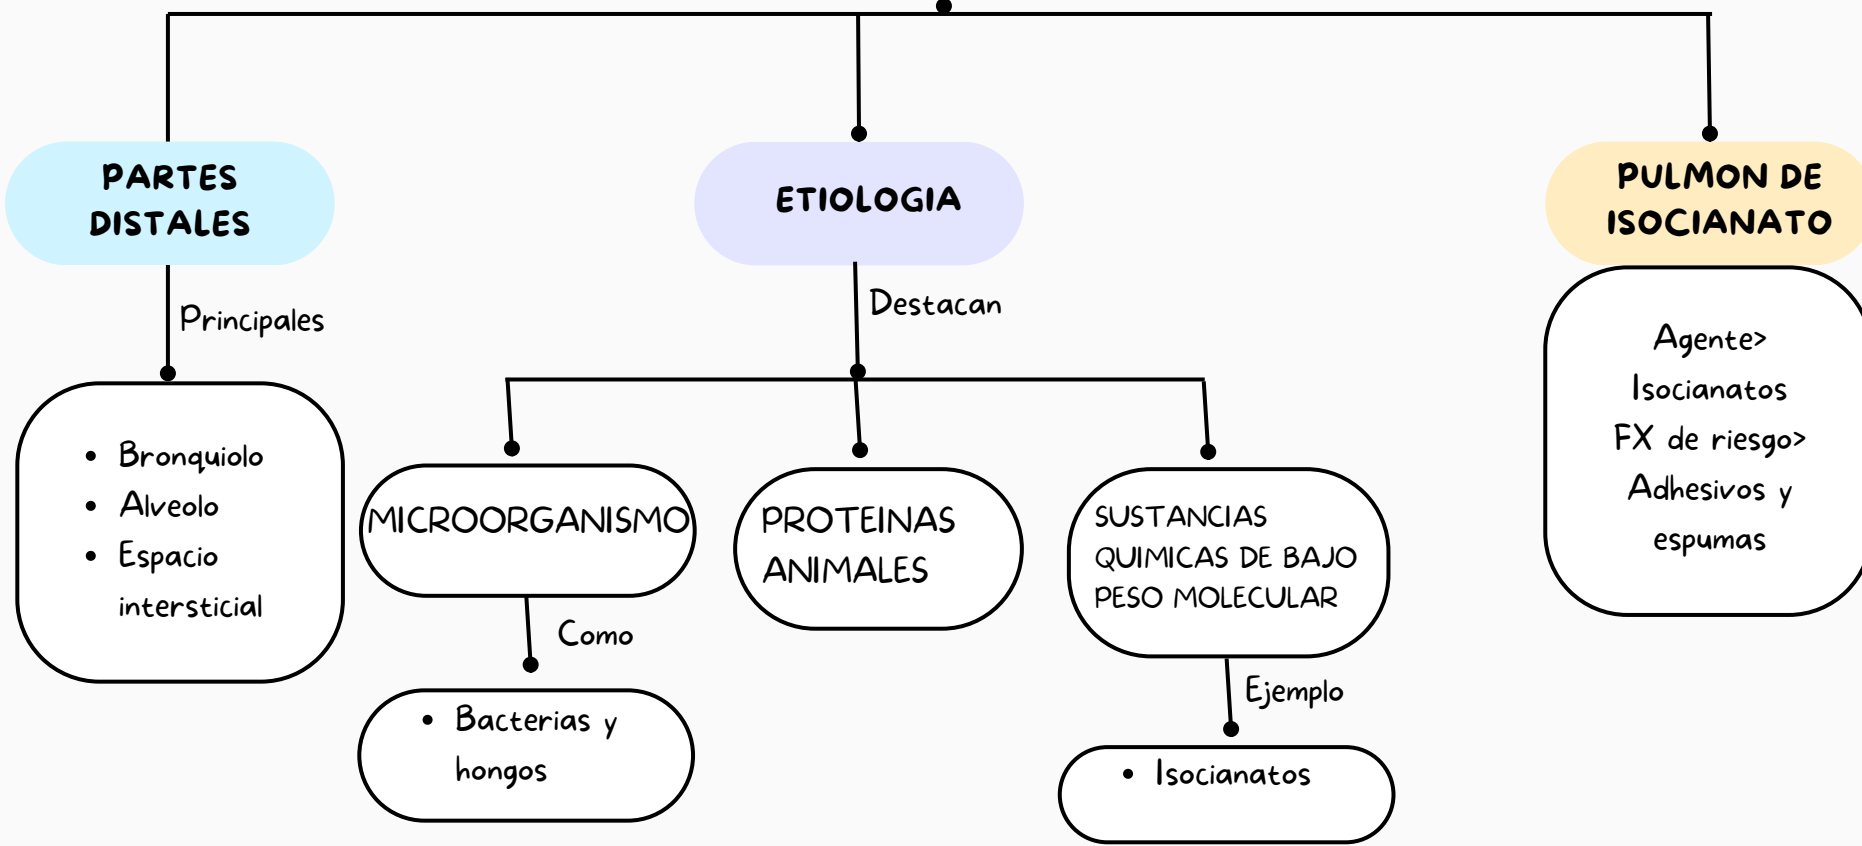 PARTES
DISTALES
Principales
• Bronquiolo
• Alveolo
• Espacio
intersticial
ETIOLOGIA
Destacan
MICROORGANISMO
Como
• Bacterias y
hongos
PROTEINAS
ANIMALES
SUSTANCIAS
QUIMICAS DE BAJO
PESO MOLECULAR
Ejemplo
• Isocianatos
PULMON DE
ISOCIANATO
Agente>
Isocianatos
FX de riesgo>
Adhesivos y
espumas